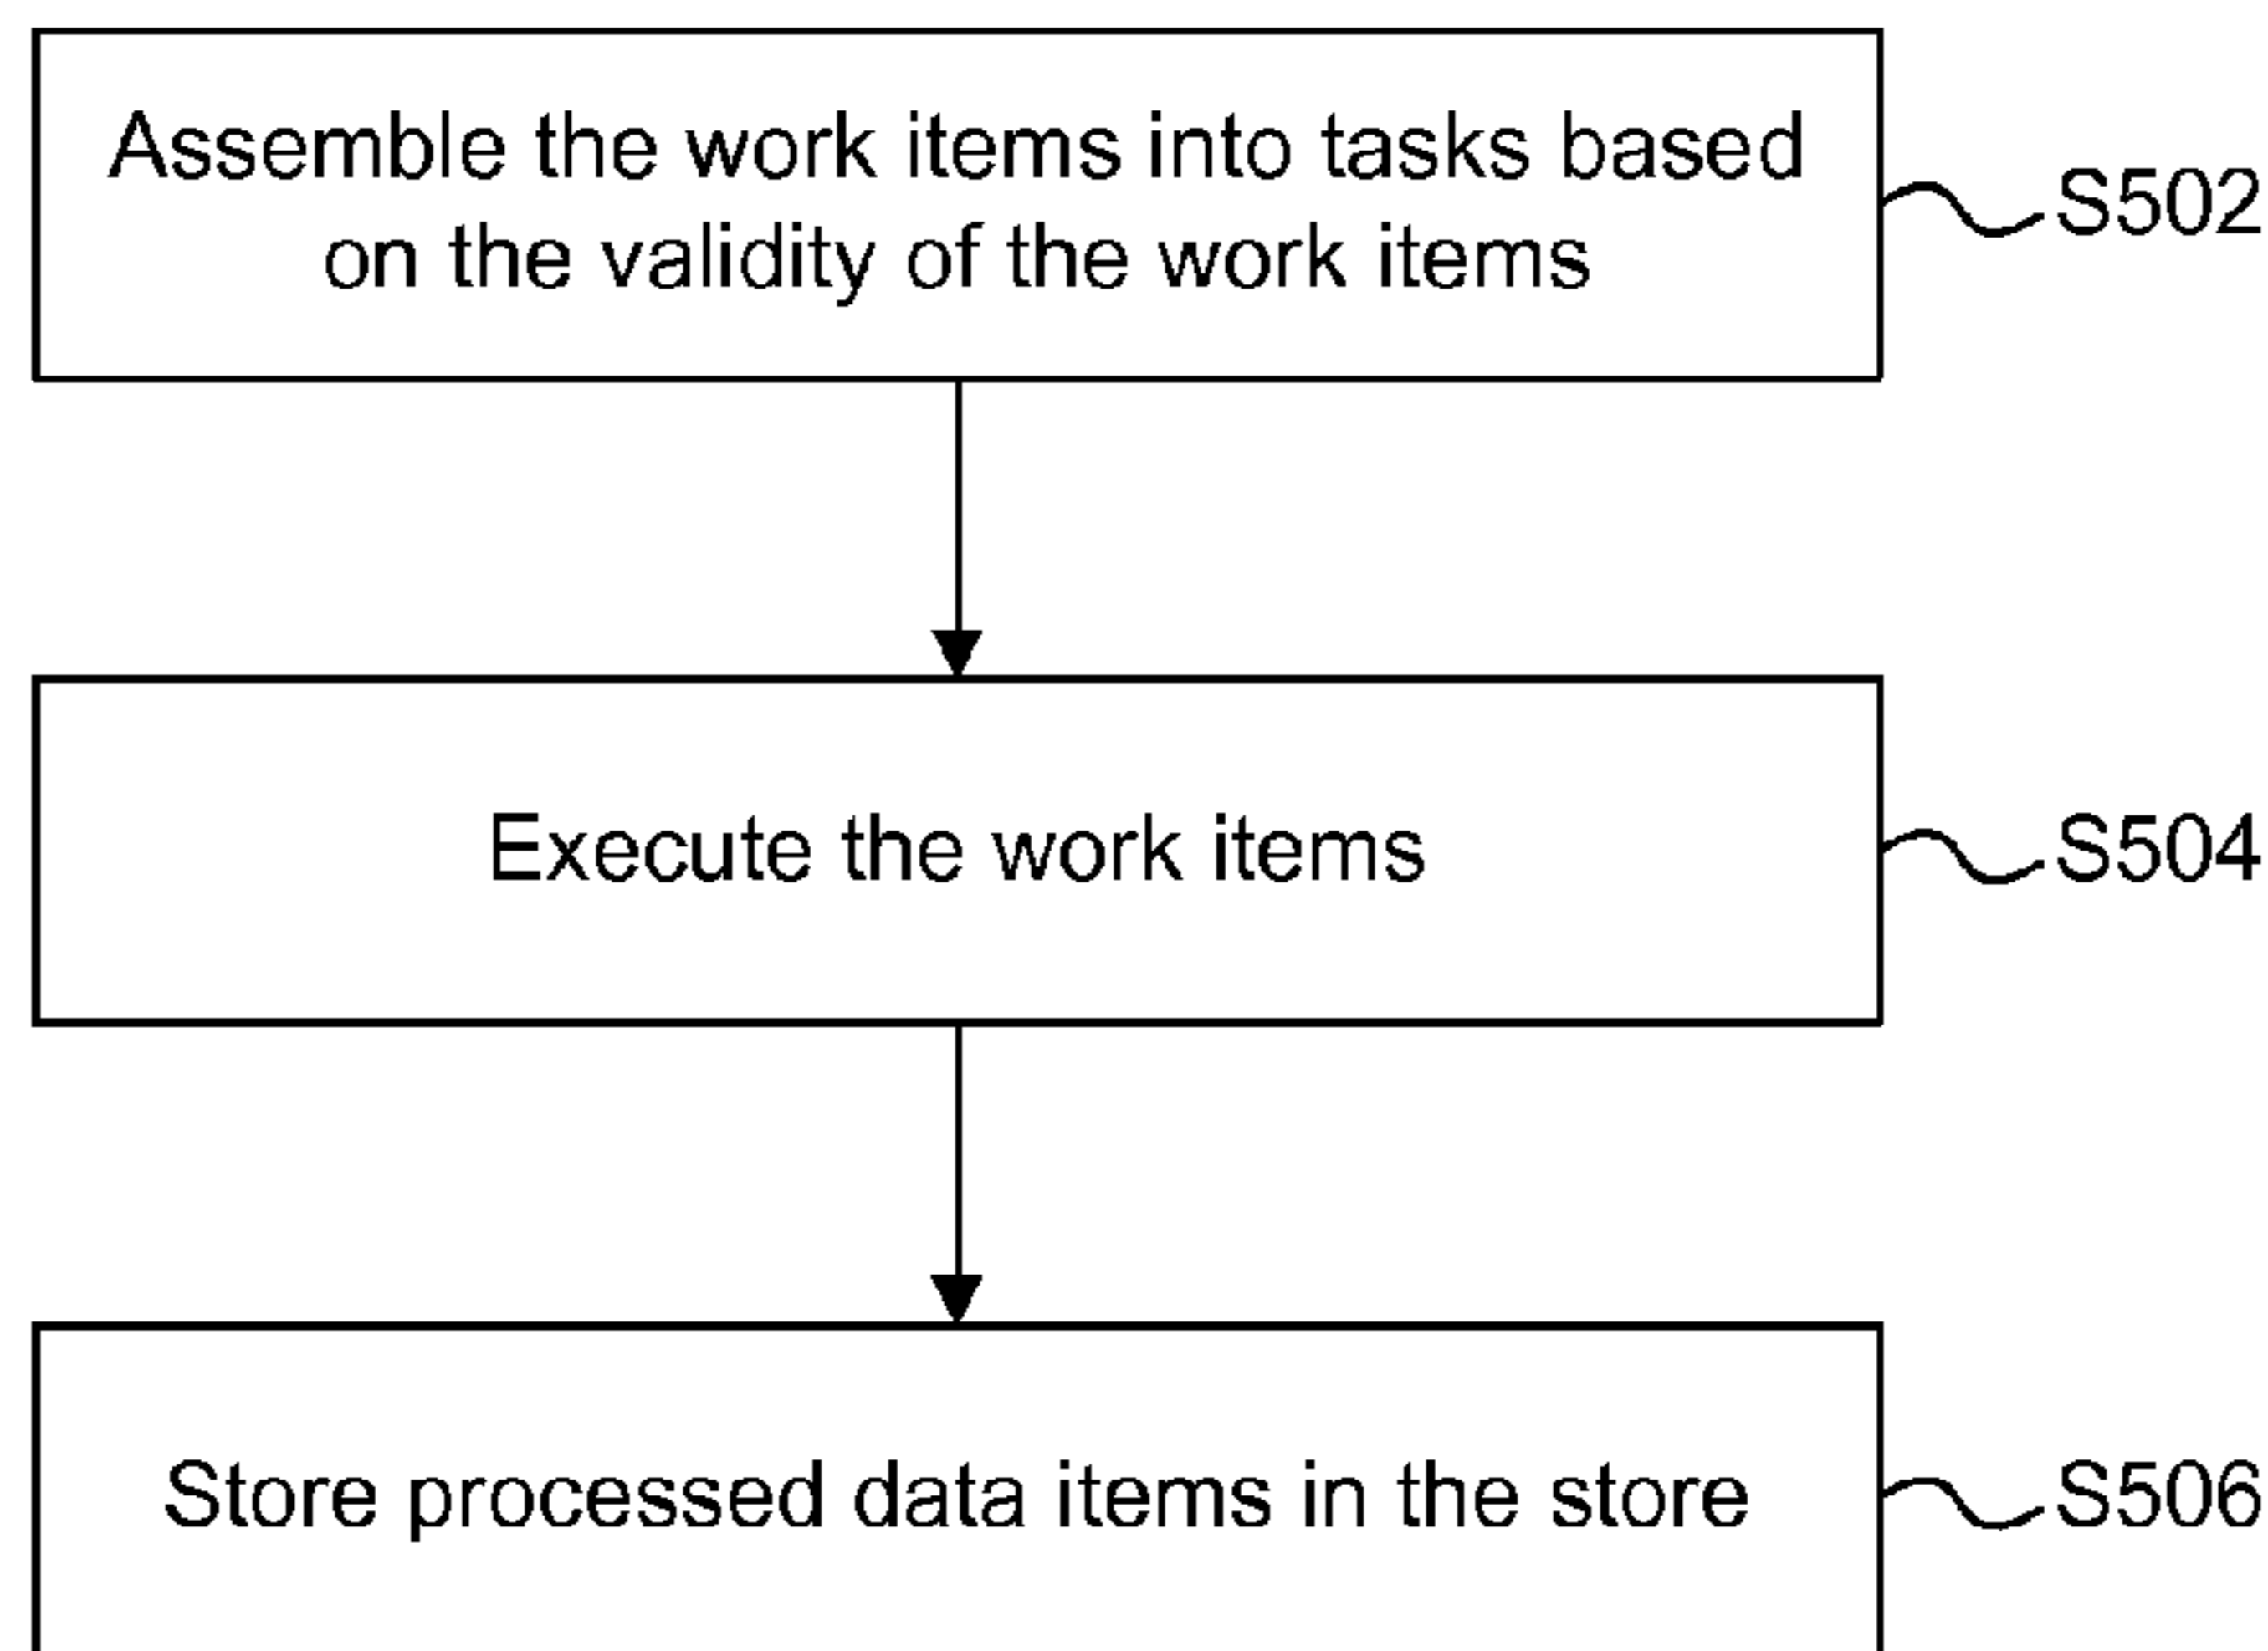 Assemble the work items into tasks based
on the validity of the work items
S502
Execute the work items
S504
Store processed data items in the store
S506